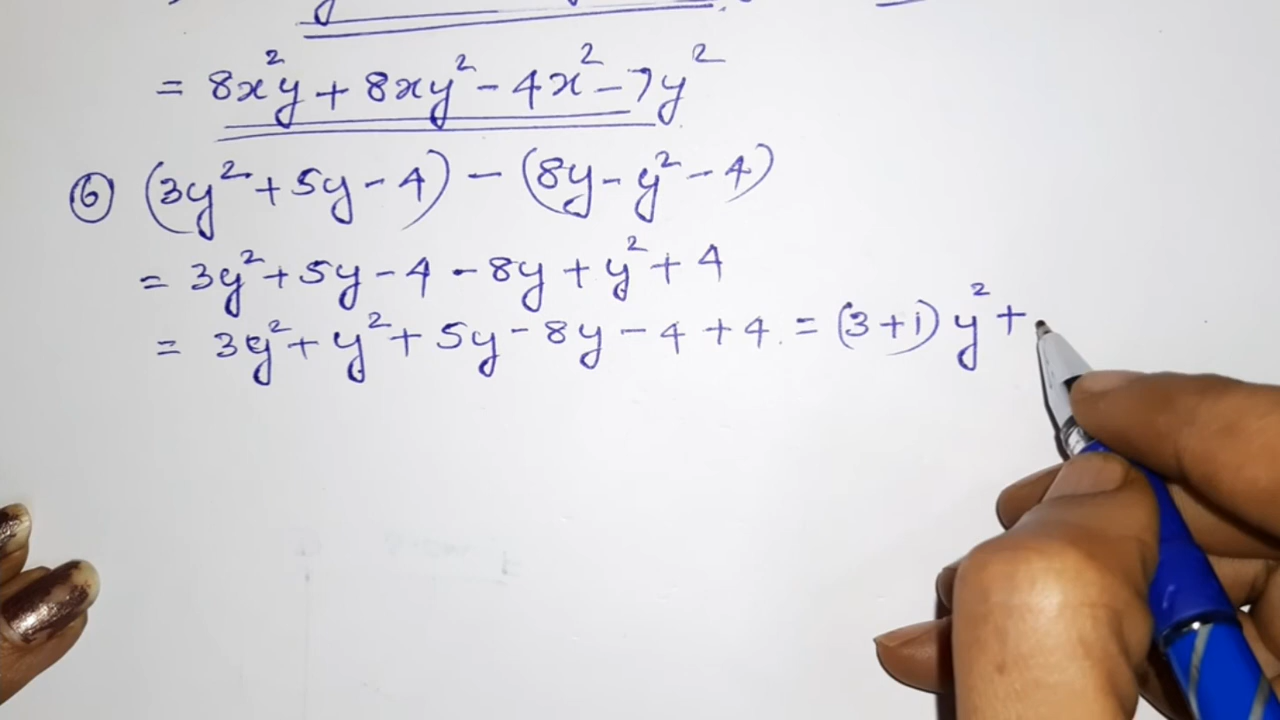 = 8x²y + 8xy² - 4x² - 7y²
⑥ (3y² + 5y - 4) - (8y - y² - 4)
= 3y² + 5y - 4 - 8y + y² + 4
= 3y² + y² + 5y - 8y - 4 + 4 = (3+1) y² +